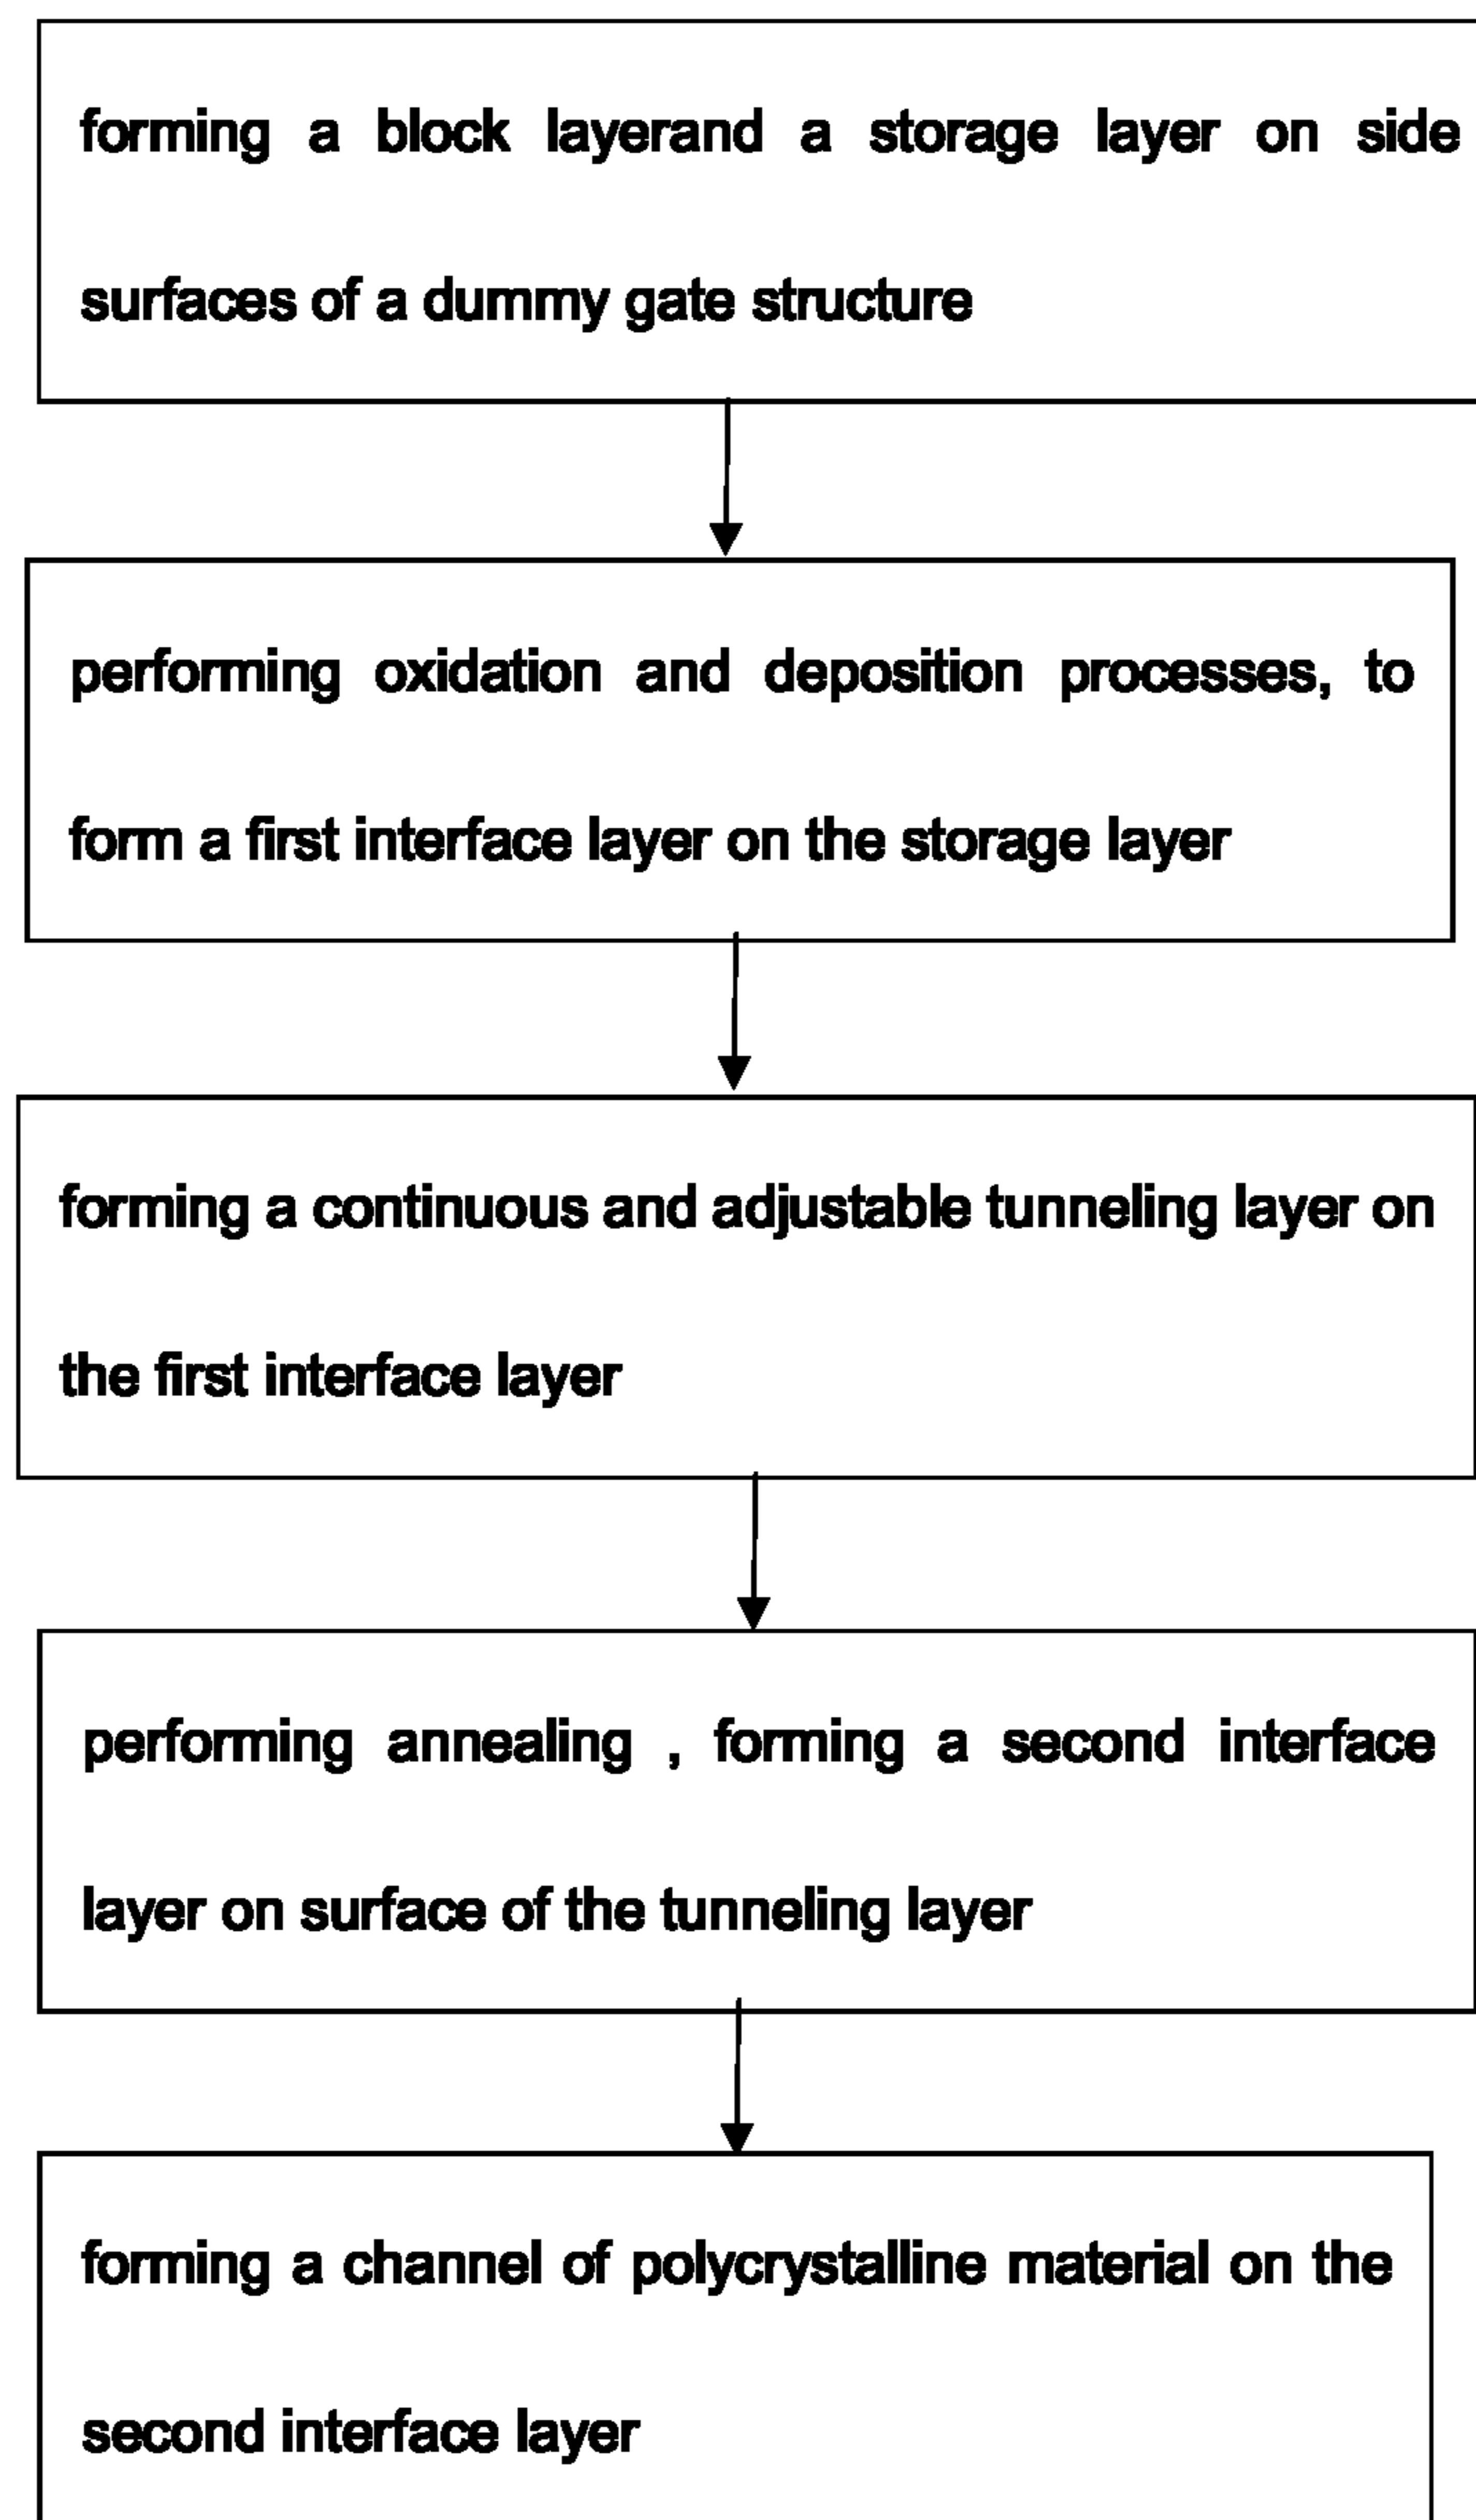 forming a block layerand a storage layer on side
surfaces of a dummy gate structure
performing oxidation and deposition processes, to
form a first interface layer on the storage layer
forming a continuous and adjustable tunneling layer on
the first interface layer
performing annealing , forming a second interface
layer on surface of the tunneling layer
forming a channel of polycrystalline material on the
second interface layer